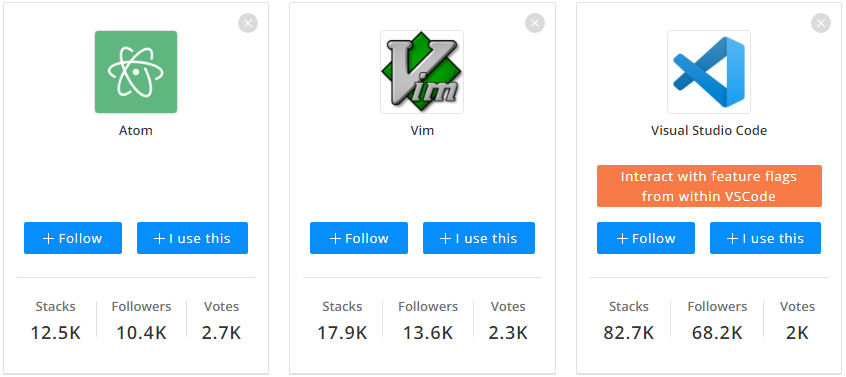 Atom
+ Follow
+ I use this
Stacks
Followers
Votes
12.5K
10.4K
2.7K
Vim
Vim
+ Follow
+ I use this
Stacks
Followers
Votes
17.9K
13.6K
2.3K
Visual Studio Code
Interact with feature flags
from within VSCode
+ Follow
+ I use this
Stacks
Followers
Votes
82.7K
68.2K
2K